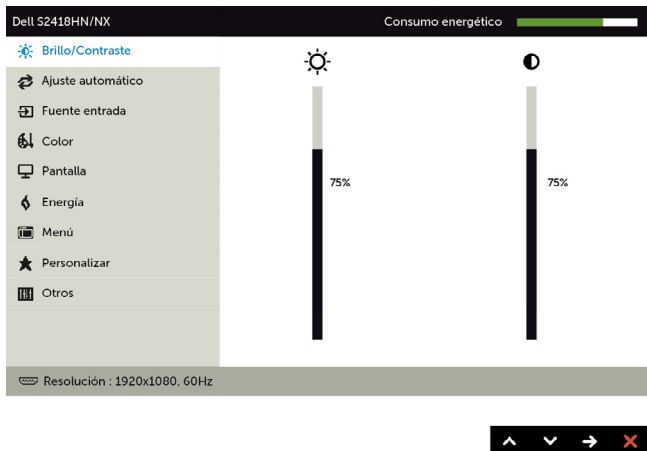 Dell S2418HN/NX
Consumo energético
Brillo/Contraste
Ajuste automático
Fuente entrada
Color
Pantalla
Energía
Menú
Personalizar
Otros
75%
75%
Resolución : 1920x1080, 60Hz